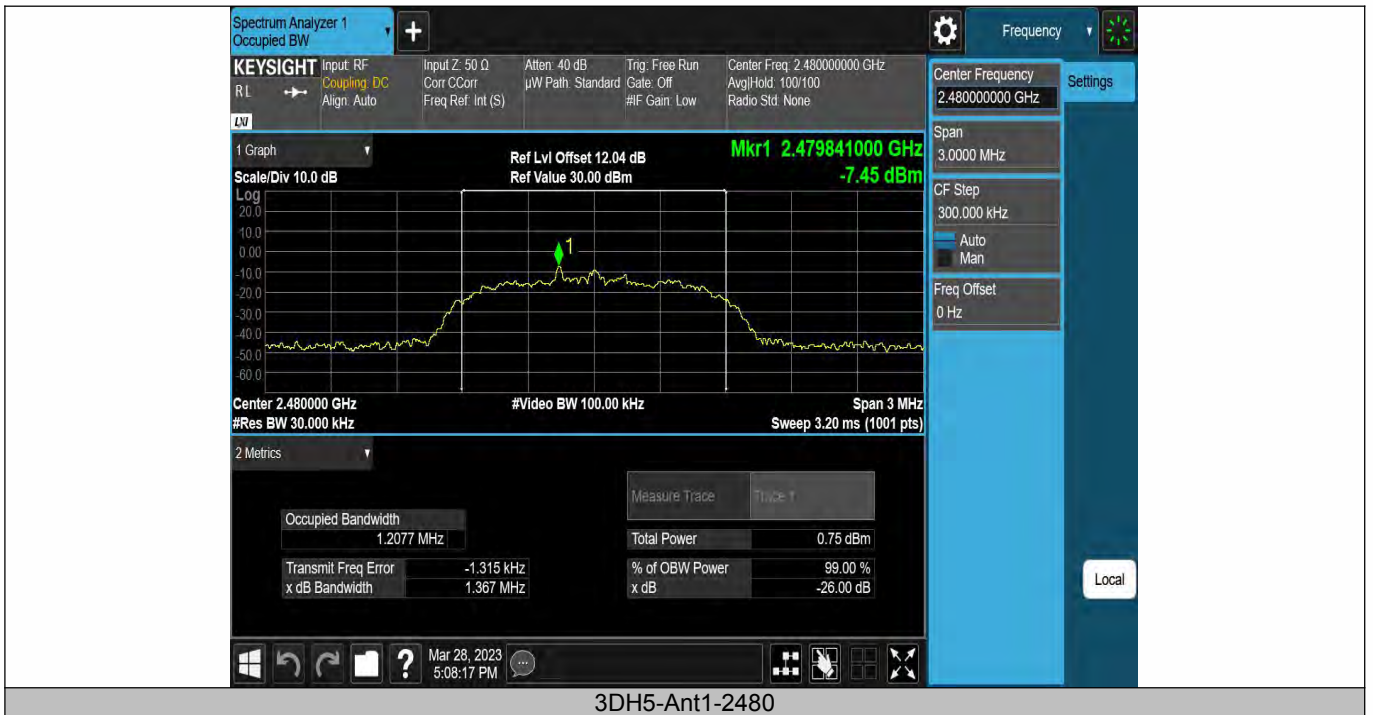 Spectrum Analyzer 1
Occupied BW
+
Frequency
KEYSIGHT
RL
LXI
Input: RF
Coupling: DC
Align: Auto
Input Z: 50 Ω
Corr CCorr
Freq Ref: Int (S)
Atten: 40 dB
µW Path: Standard
Trig: Free Run
Gate: Off
#IF Gain: Low
Center Freq: 2.480000000 GHz
Avg|Hold: 100/100
Radio Std: None
Center Frequency
2.480000000 GHz
Settings
Span
3.0000 MHz
CF Step
300.000 kHz
Auto
Man
Freq Offset
0 Hz
Local
1 Graph
Scale/Div 10.0 dB
Ref Lvl Offset 12.04 dB
Ref Value 30.00 dBm
Mkr1 2.479841000 GHz
-7.45 dBm
Log
20.0
10.0
0.00
-10.0
-20.0
-30.0
-40.0
-50.0
-60.0
1
Center 2.480000 GHz
#Video BW 100.00 kHz
Span 3 MHz
#Res BW 30.000 kHz
Sweep 3.20 ms (1001 pts)
2 Metrics
Measure Trace
Trace 1
Occupied Bandwidth
1.2077 MHz
Total Power
0.75 dBm
Transmit Freq Error
-1.315 kHz
% of OBW Power
99.00 %
x dB Bandwidth
1.367 MHz
x dB
-26.00 dB
?
Mar 28, 2023
5:08:17 PM
3DH5-Ant1-2480